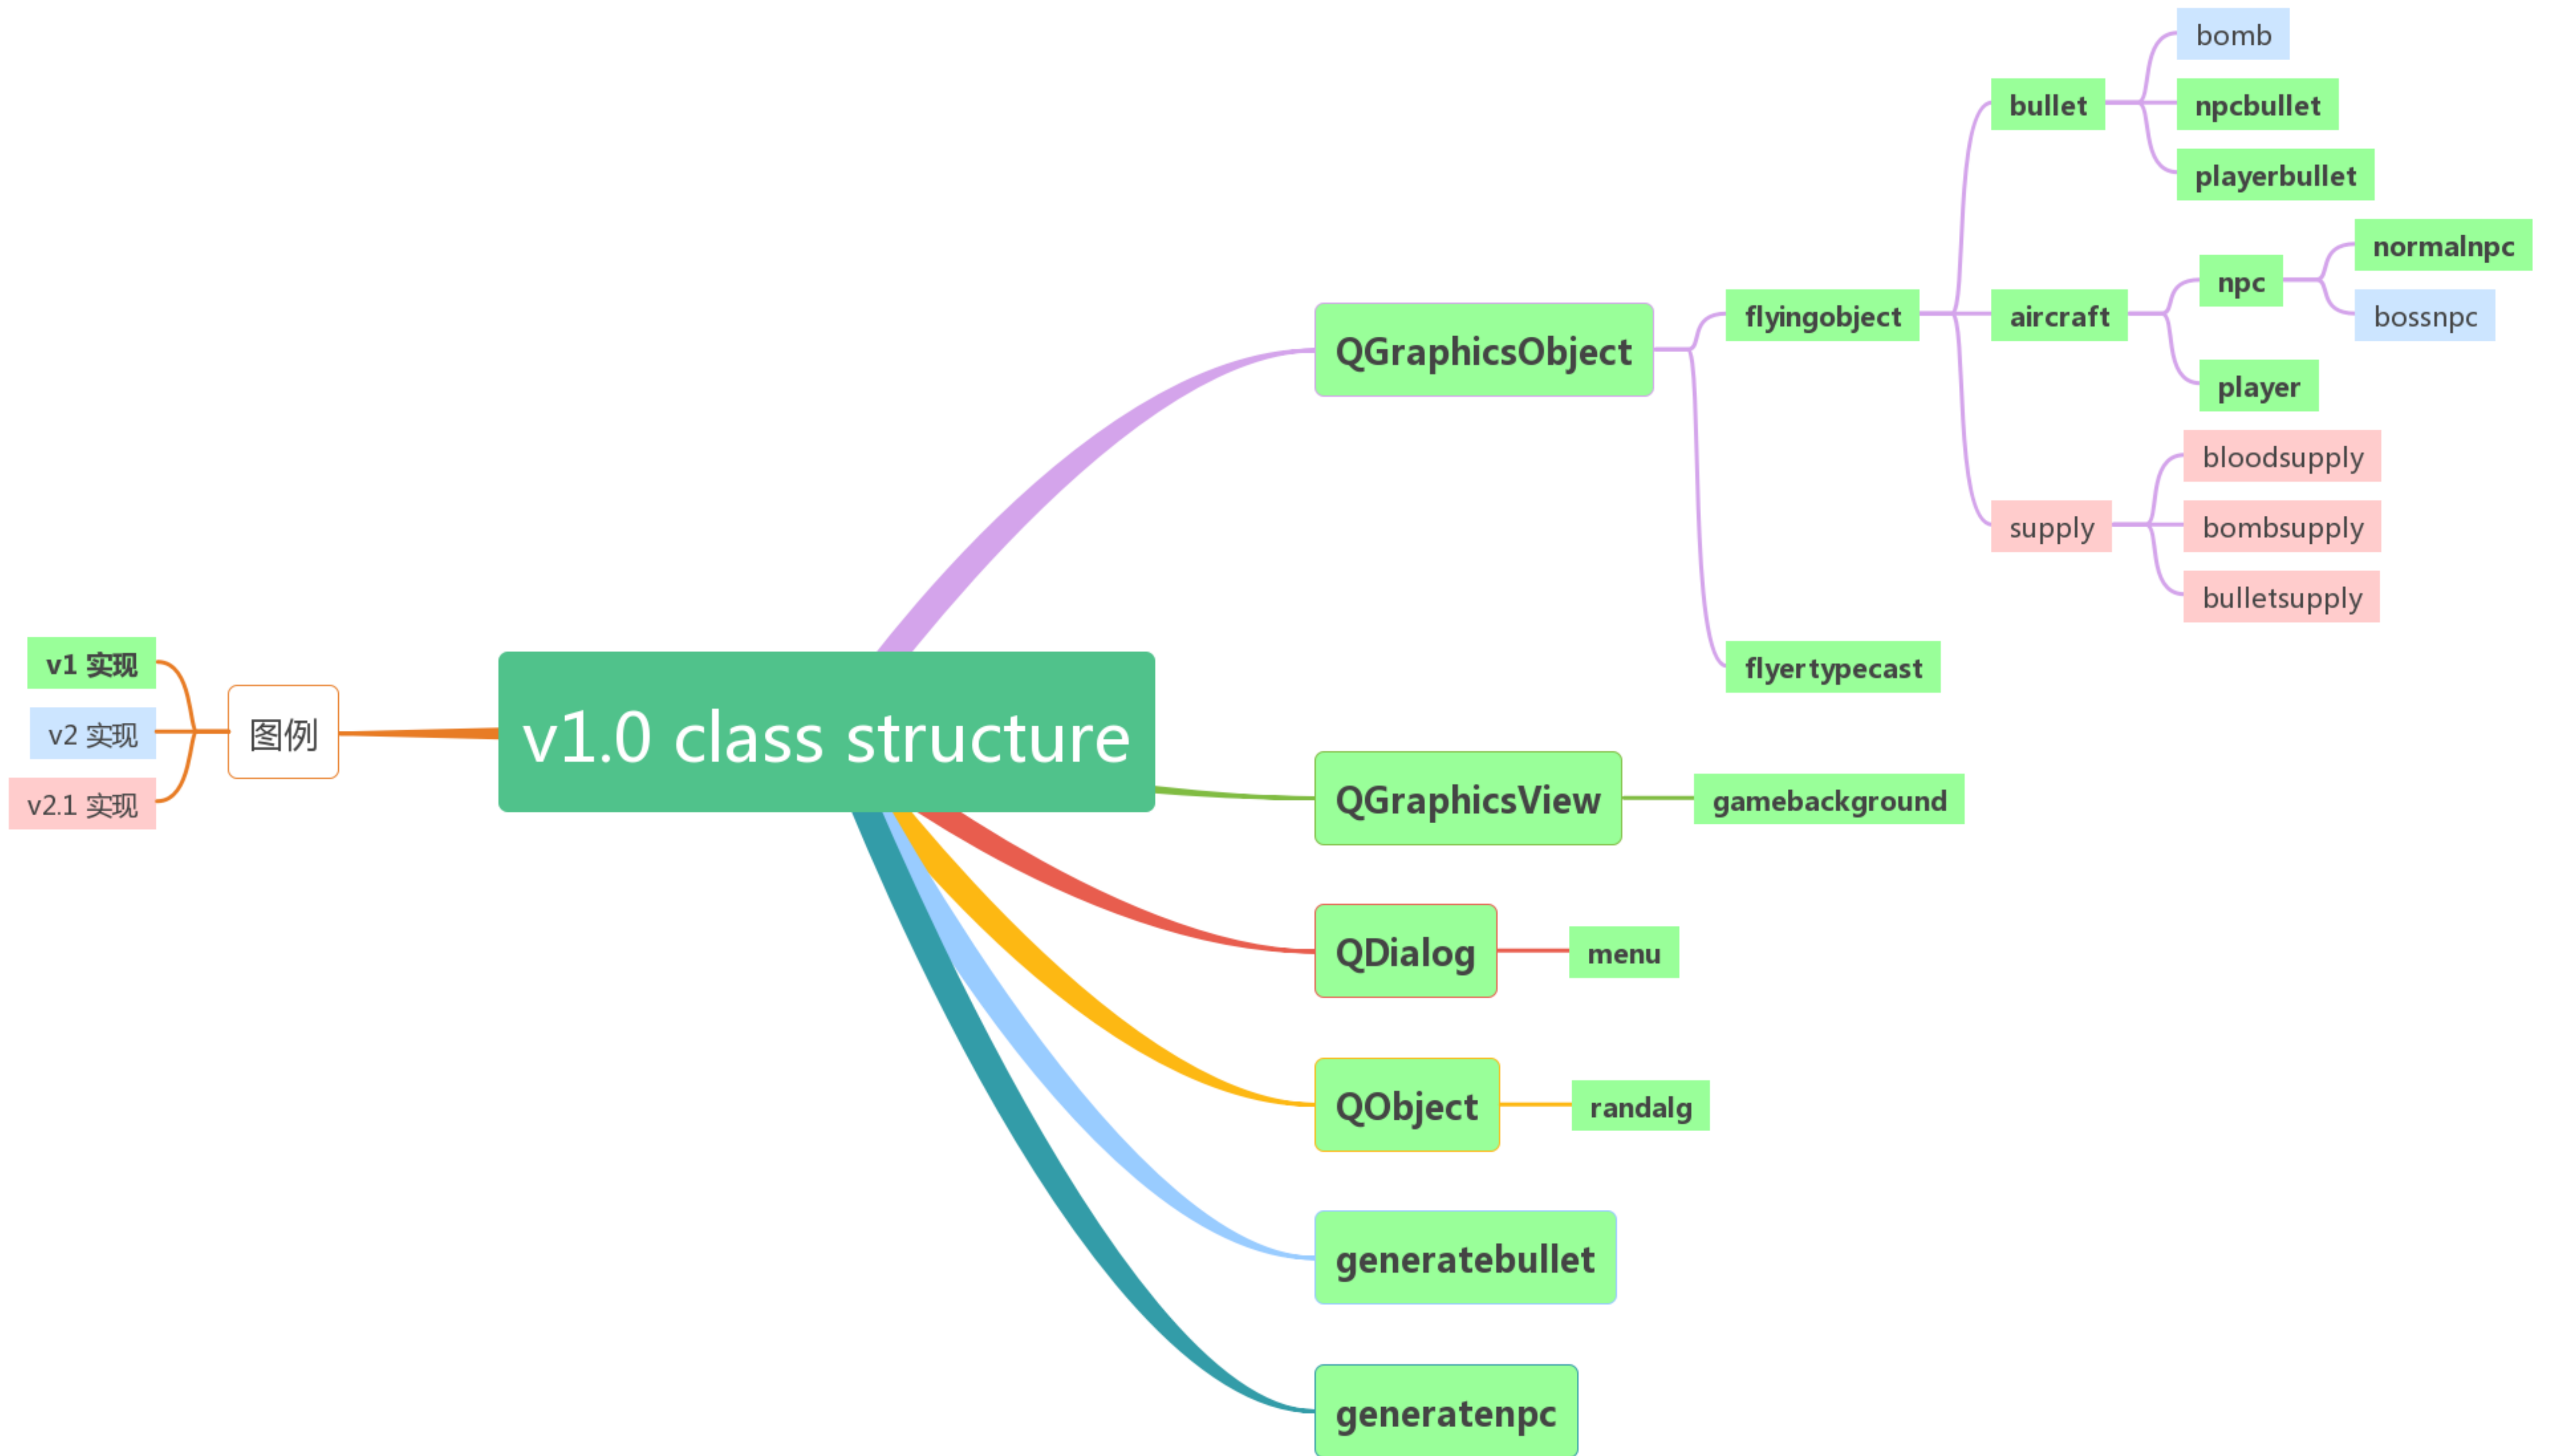 v1.0 class structure
图例
v1 实现
v2 实现
v2.1 实现
QGraphicsObject
flyingobject
bullet
bomb
npcbullet
playerbullet
aircraft
npc
normalnpc
bossnpc
player
supply
bloodsupply
bombsupply
bulletsupply
flyertypecast
QGraphicsView
gamebackground
QDialog
menu
QObject
randalg
generatebullet
generatenpc